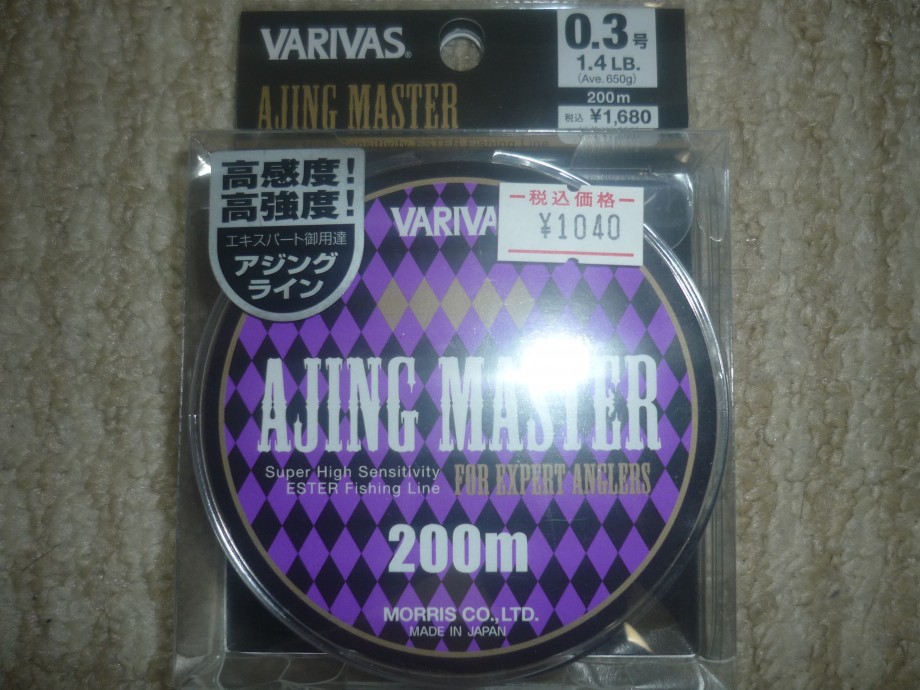 VARIVAS®
0.3号
1.4 LB.
(Ave. 650g)
200m
税込 ¥1,680
AJING MASTER
ESTER Fishing Line
高感度!
高強度!
エキスパート御用達
アジング
ライン
VARIVA
税込価格
¥1040
AJING MASTER
Super High Sensitivity
ESTER Fishing Line
FOR EXPERT ANGLERS
200m
MORRIS CO.,LTD.
MADE IN JAPAN